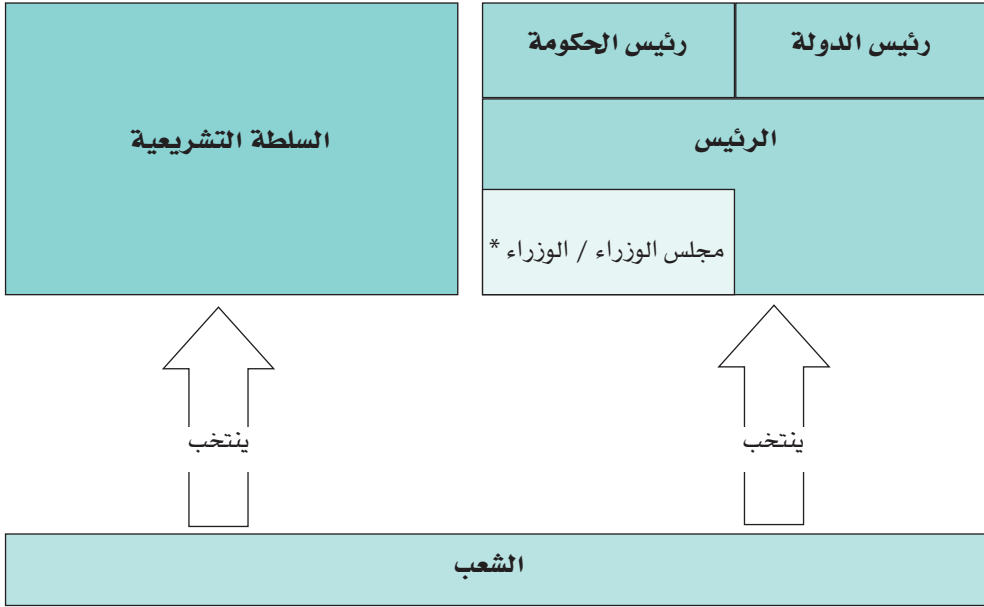 رئيس الدولة
رئيس الحكومة
الرئيس
السلطة التشريعية
مجلس الوزراء / الوزراء *
ينتخب
ينتخب
الشعب